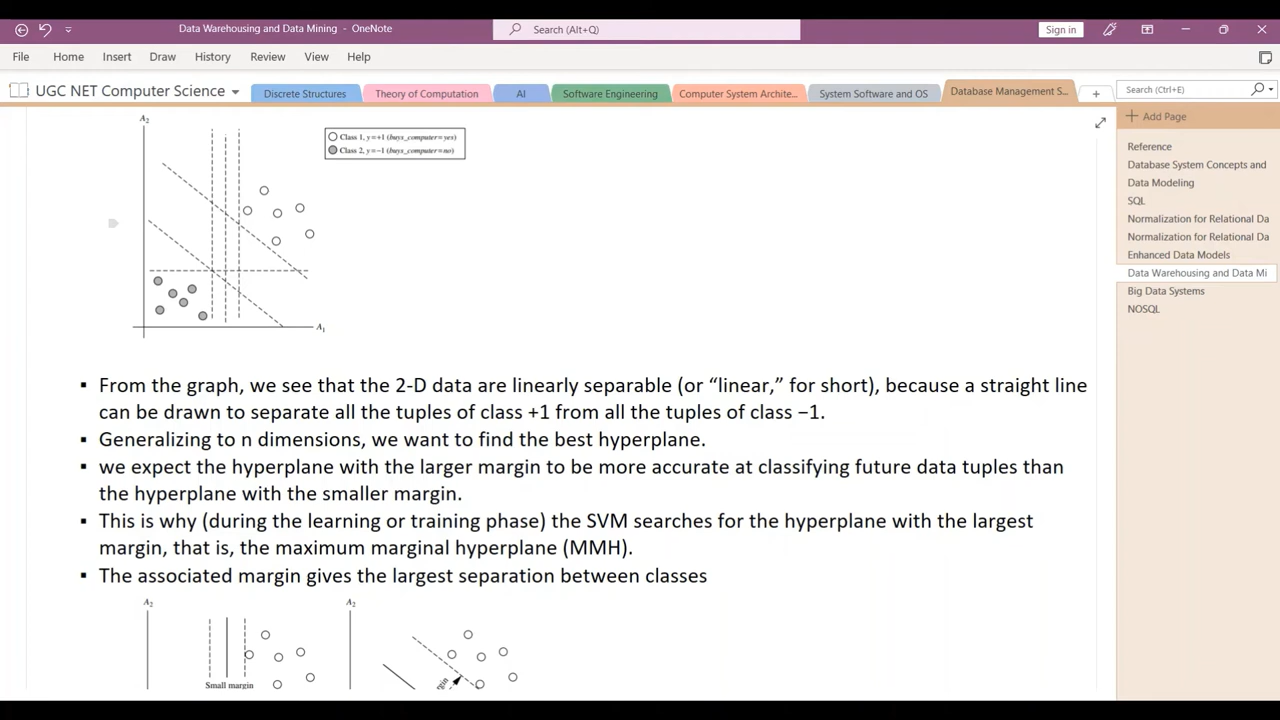 Data Warehousing and Data Mining - OneNote
Search (Alt+Q)
Sign in
File Home Insert Draw History Review View Help
UGC NET Computer Science
Discrete Structures
Theory of Computation
AI
Software Engineering
Computer System Archite...
System Software and OS
Database Management S...
+
Search (Ctrl+E)
Add Page
Reference
Database System Concepts and
Data Modeling
SQL
Normalization for Relational Da
Normalization for Relational Da
Enhanced Data Models
Data Warehousing and Data Mi
Big Data Systems
NOSQL
A2
Class 1, y=+1 (buys_computer=yes)
Class 2, y=−1 (buys_computer=no)
A1
▪ From the graph, we see that the 2-D data are linearly separable (or “linear,” for short), because a straight line
can be drawn to separate all the tuples of class +1 from all the tuples of class −1.
▪ Generalizing to n dimensions, we want to find the best hyperplane.
▪ we expect the hyperplane with the larger margin to be more accurate at classifying future data tuples than
the hyperplane with the smaller margin.
▪ This is why (during the learning or training phase) the SVM searches for the hyperplane with the largest
margin, that is, the maximum marginal hyperplane (MMH).
▪ The associated margin gives the largest separation between classes
A2
A2
Small margin